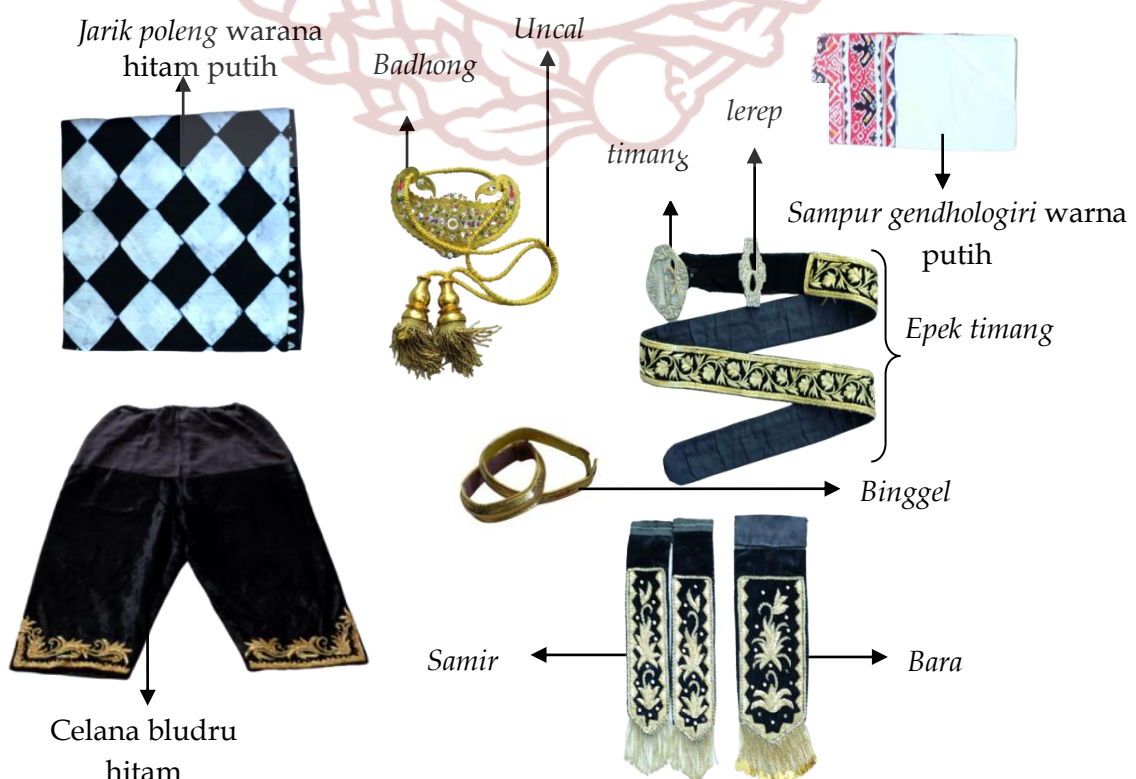 Jarik poleng warana
hitam putih
Badhong
Uncal
timang
lerep
Sampur gendhologiri warna
putih
Epek timang
Binggel
Samir
Bara
Celana bludru
hitam